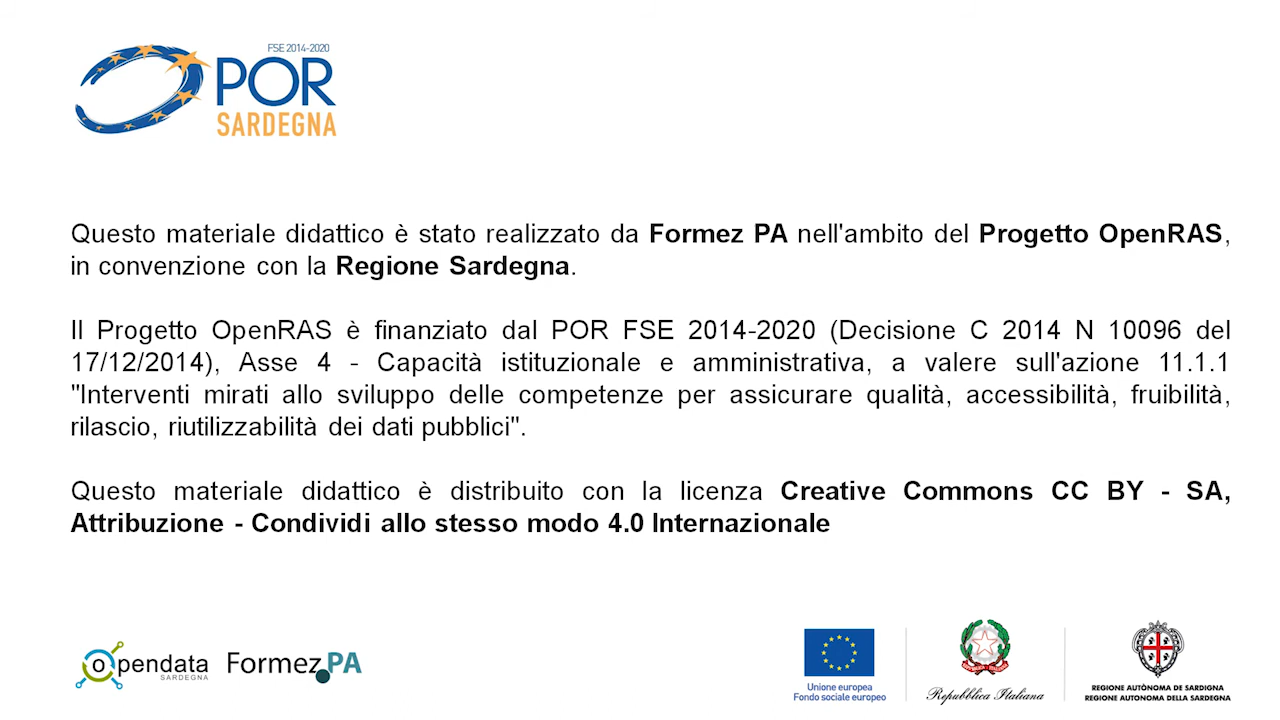 FSE 2014-2020
POR
SARDEGNA
Questo materiale didattico è stato realizzato da Formez PA nell'ambito del Progetto OpenRAS,
in convenzione con la Regione Sardegna.
Il Progetto OpenRAS è finanziato dal POR FSE 2014-2020 (Decisione C 2014 N 10096 del
17/12/2014), Asse 4 - Capacità istituzionale e amministrativa, a valere sull'azione 11.1.1
"Interventi mirati allo sviluppo delle competenze per assicurare qualità, accessibilità, fruibilità,
rilascio, riutilizzabilità dei dati pubblici".
Questo materiale didattico è distribuito con la licenza Creative Commons CC BY - SA,
Attribuzione - Condividi allo stesso modo 4.0 Internazionale
opendata
SARDEGNA
Formez PA
Unione europea
Fondo sociale europeo
Repubblica Italiana
REGIONE AUTÒNOMA DE SARDIGNA
REGIONE AUTONOMA DELLA SARDEGNA